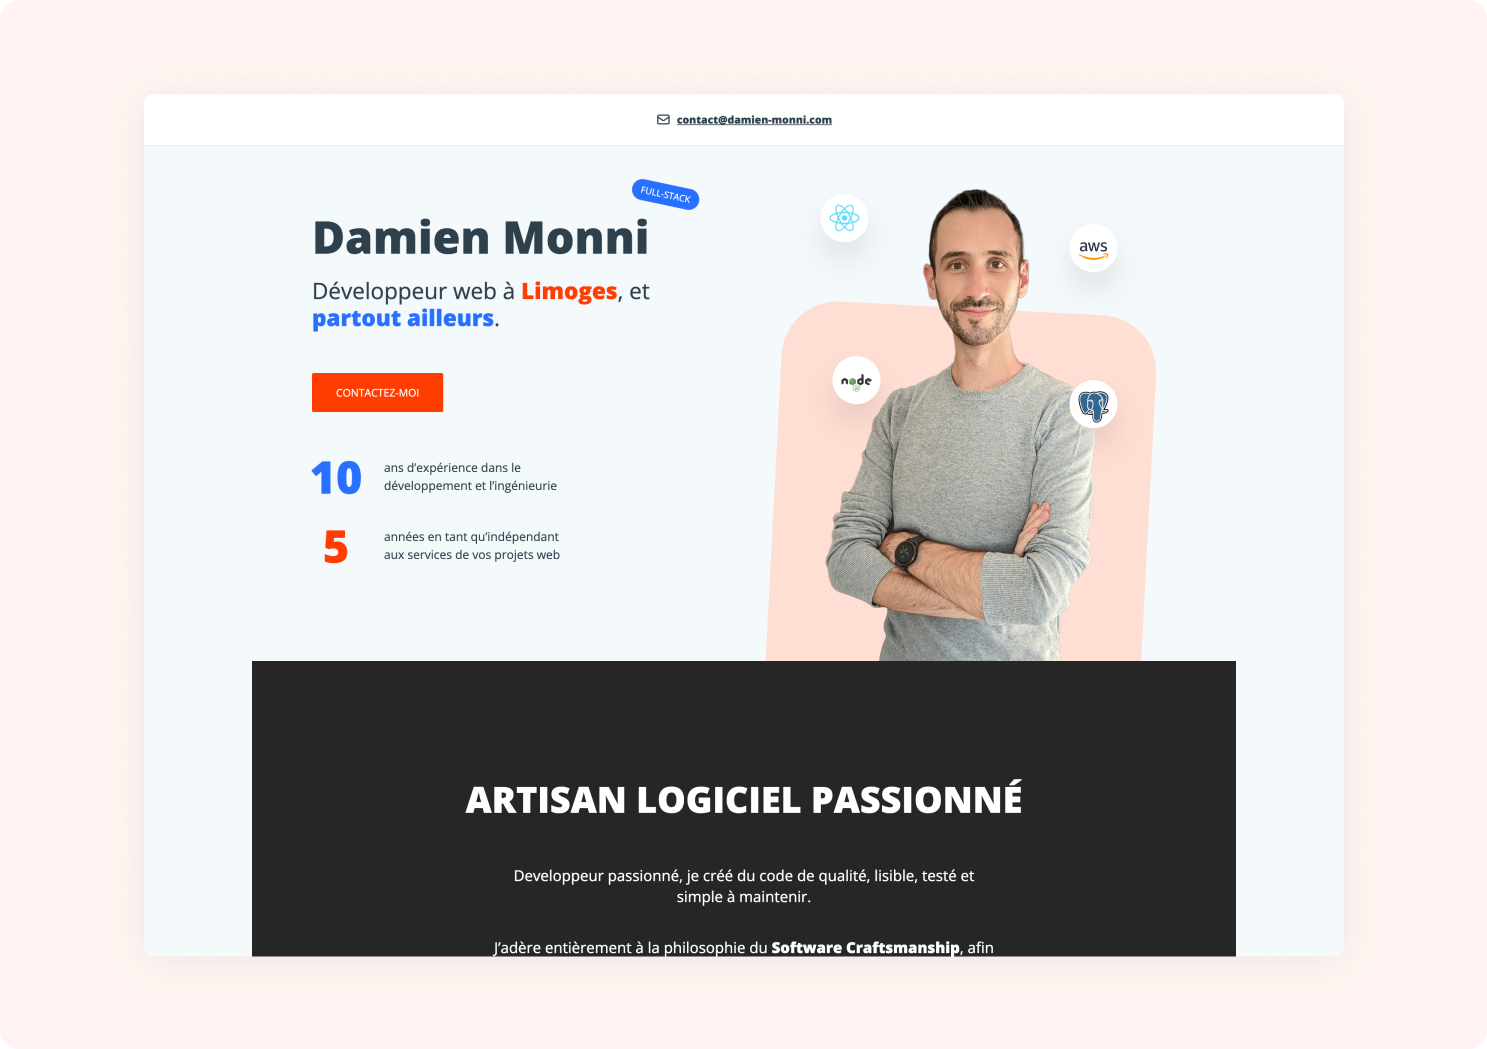 contact@damien-monni.com
FULL-STACK
Damien Monni
Développeur web à Limoges, et
partout ailleurs.
CONTACTEZ-MOI
10
ans d’expérience dans le
développement et l’ingénieurie
5
années en tant qu’indépendant
aux services de vos projets web
aws
node
JS
ARTISAN LOGICIEL PASSIONNÉ
Developpeur passionné, je créé du code de qualité, lisible, testé et
simple à maintenir.
J’adère entièrement à la philosophie du Software Craftsmanship, afin